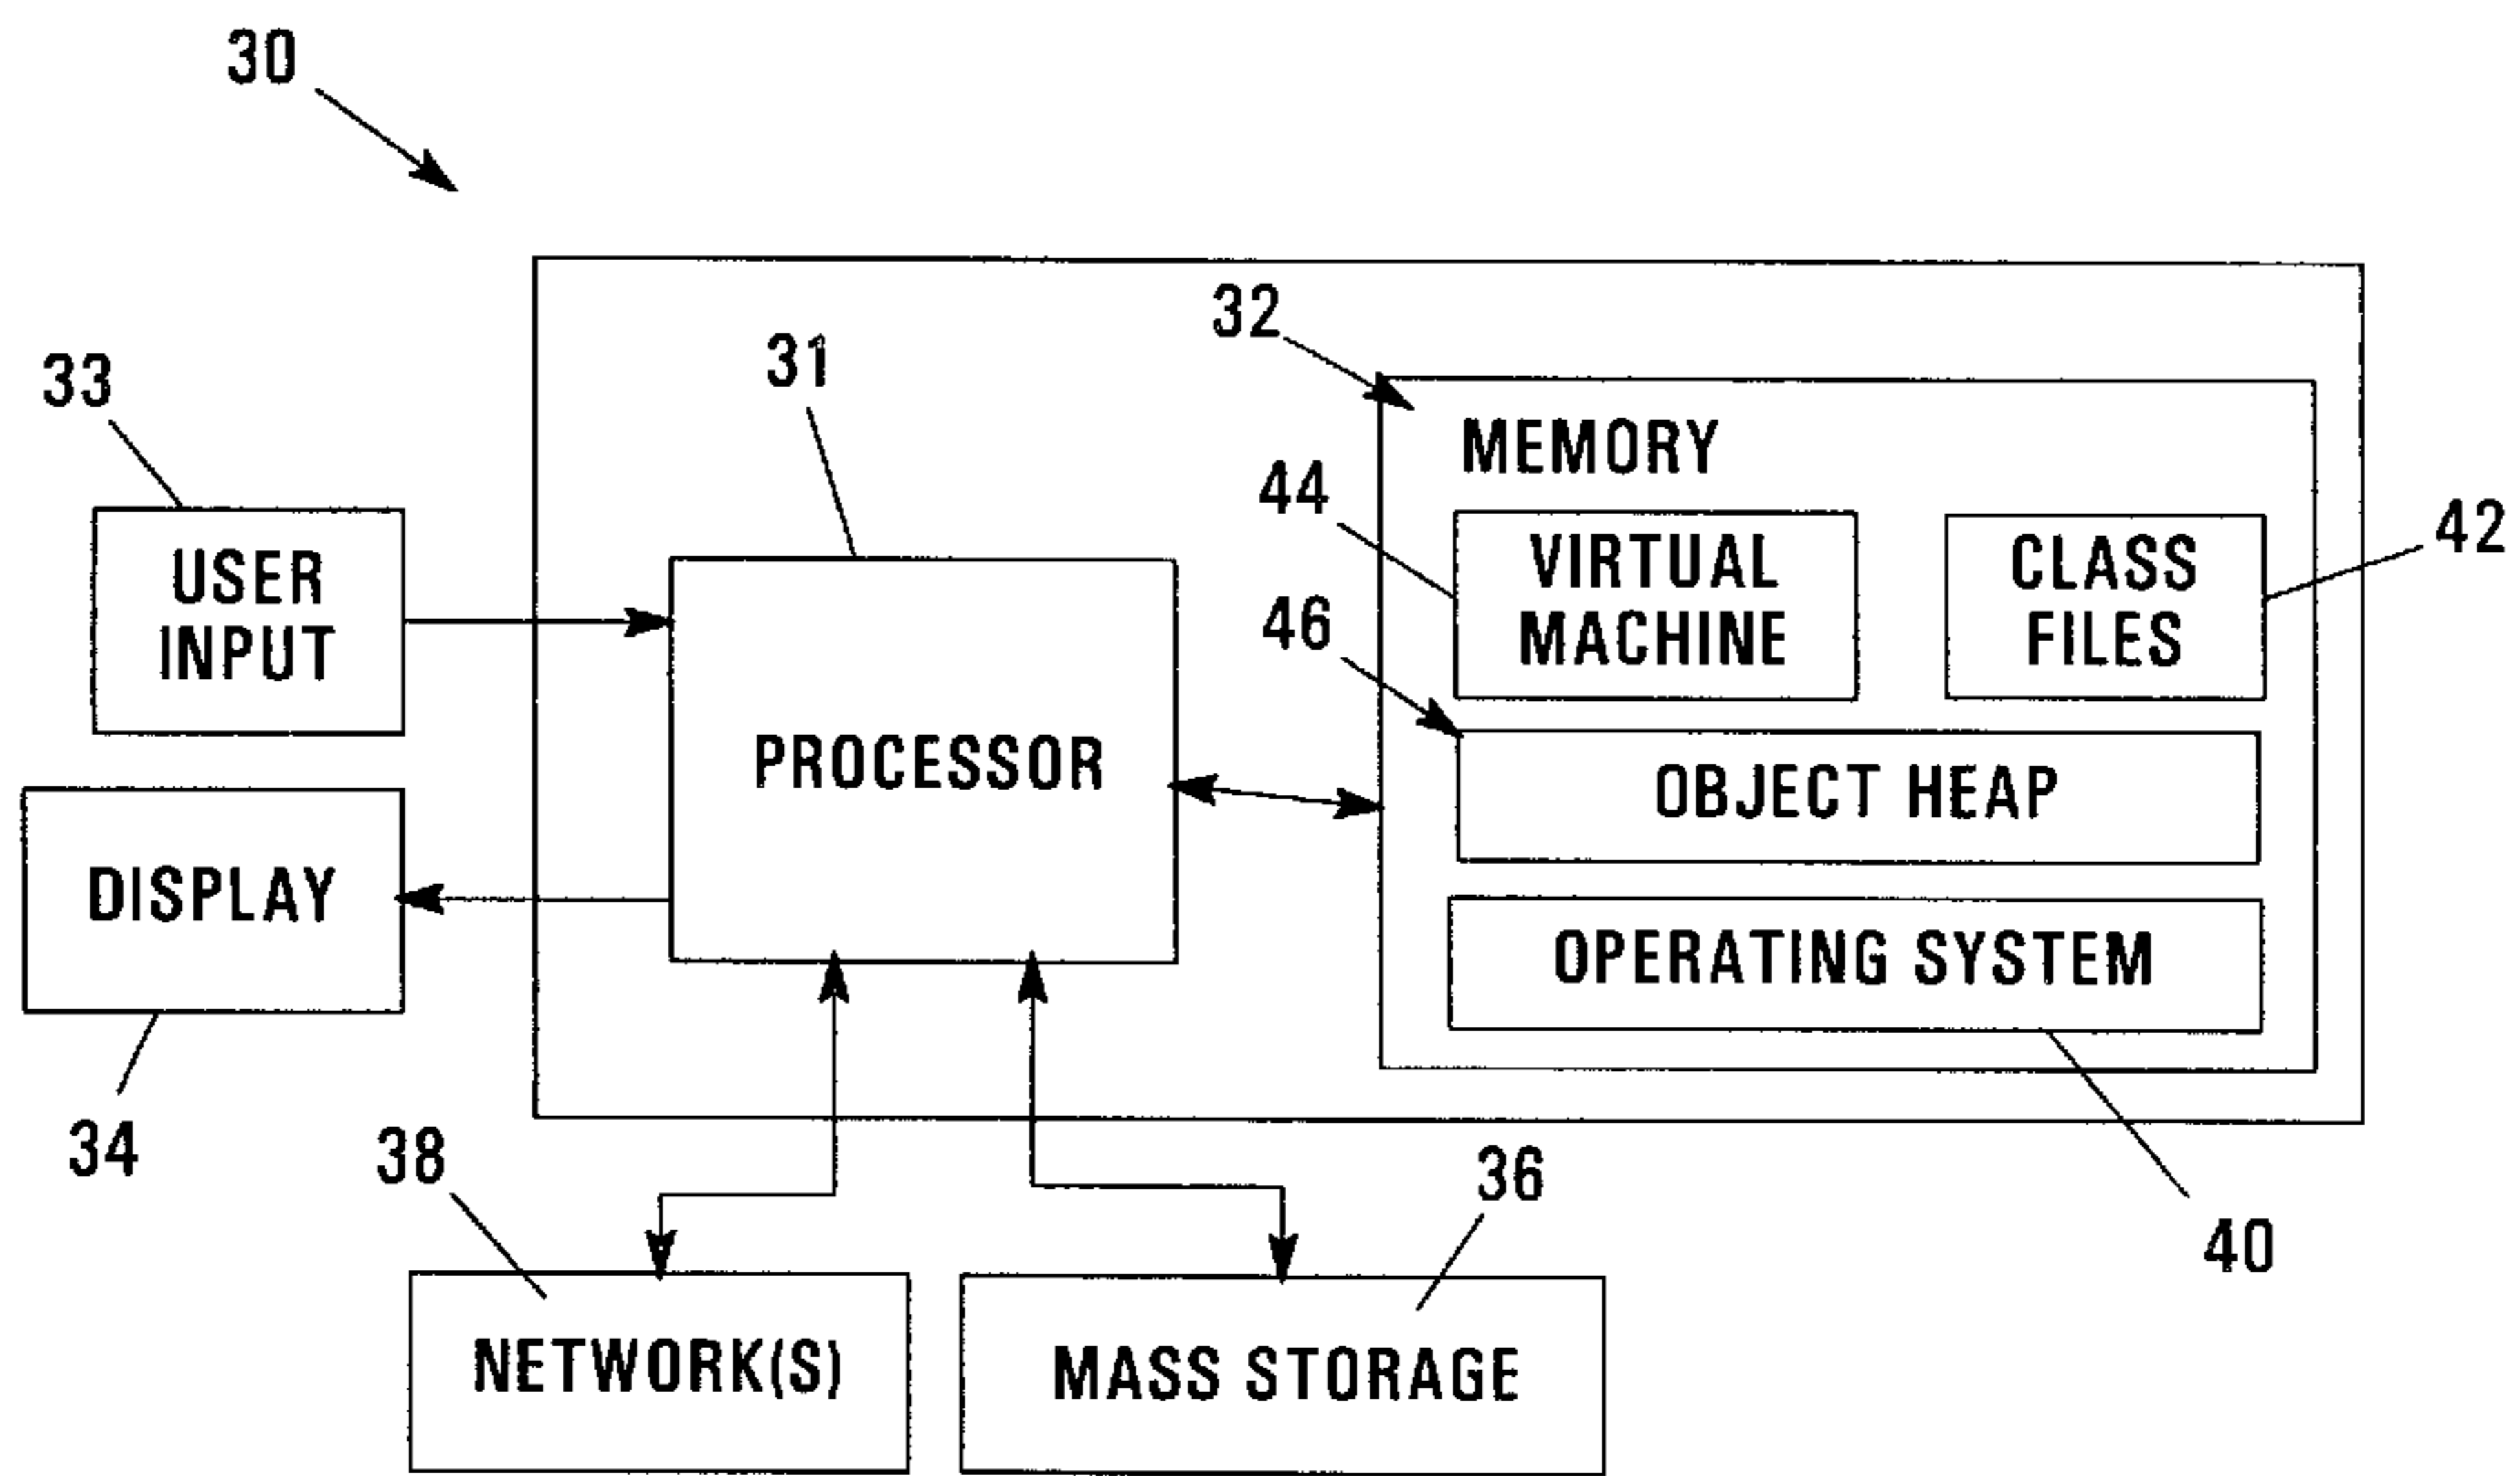 30
32
31
33
MEMORY
44
42
VIRTUAL
MACHINE
CLASS
FILES
USER
INPUT
46
PROCESSOR
OBJECT HEAP
DISPLAY
OPERATING SYSTEM
34
38
36
40
NETWORK(S)
MASS STORAGE